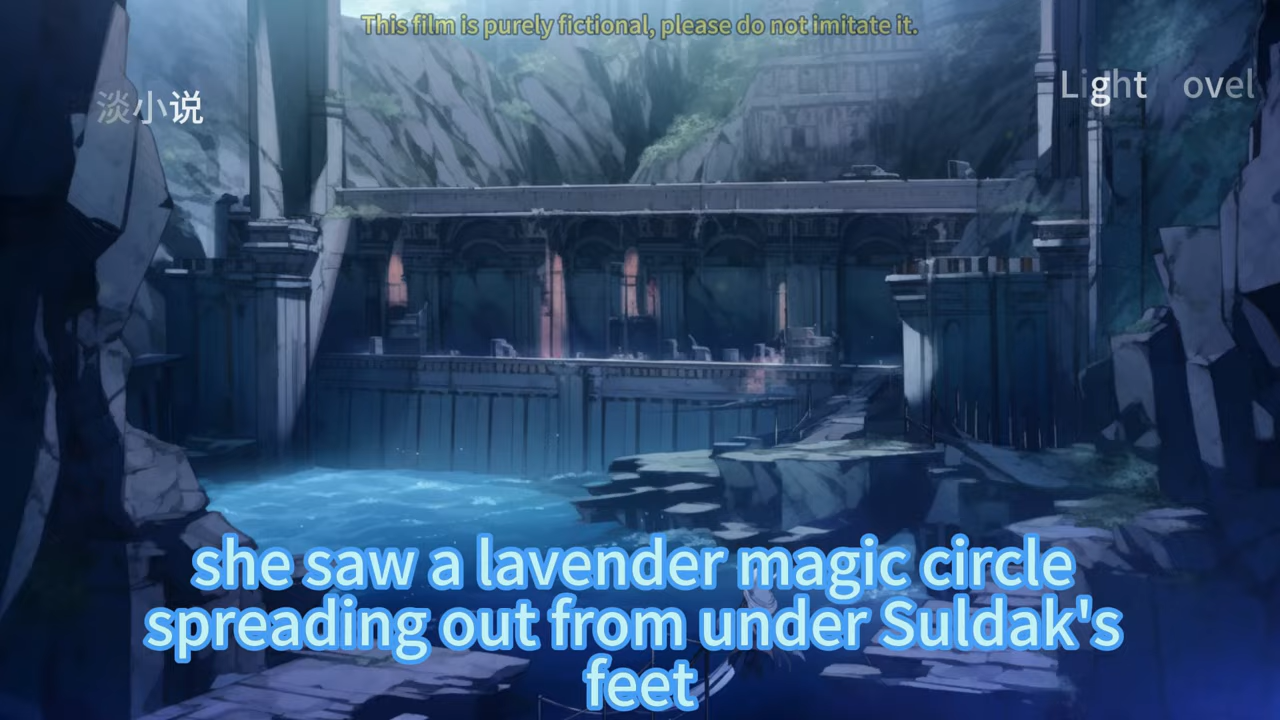 This film is purely fictional, please do not imitate it.
Light ovel
淡小说
she saw a lavender magic circle
spreading out from under Suldak's
feet